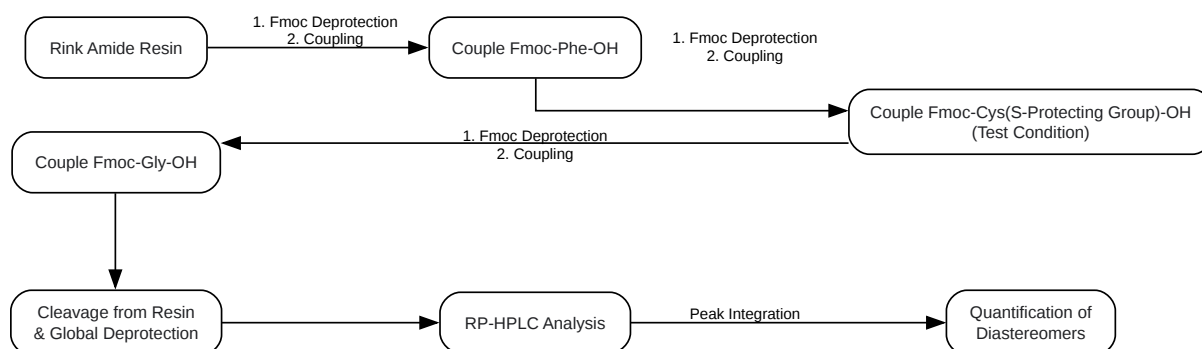 Rink Amide Resin
1. Fmoc Deprotection
2. Coupling
Couple Fmoc-Phe-OH
1. Fmoc Deprotection
2. Coupling
Couple Fmoc-Cys(S-Protecting Group)-OH
(Test Condition)
1. Fmoc Deprotection
2. Coupling
Couple Fmoc-Gly-OH
Cleavage from Resin
& Global Deprotection
RP-HPLC Analysis
Peak Integration
Quantification of
Diastereomers